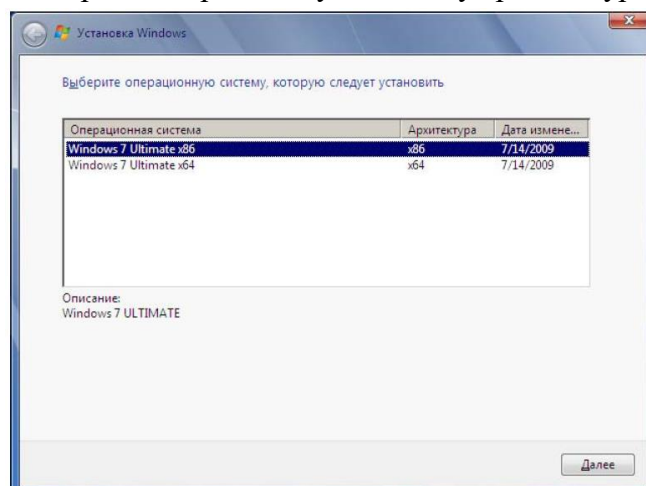 Установка Windows
Выберите операционную систему, которую следует установить
Операционная система Архитектура Дата измене...
Windows 7 Ultimate x86 x86 7/14/2009
Windows 7 Ultimate x64 x64 7/14/2009
Описание:
Windows 7 ULTIMATE
Далее